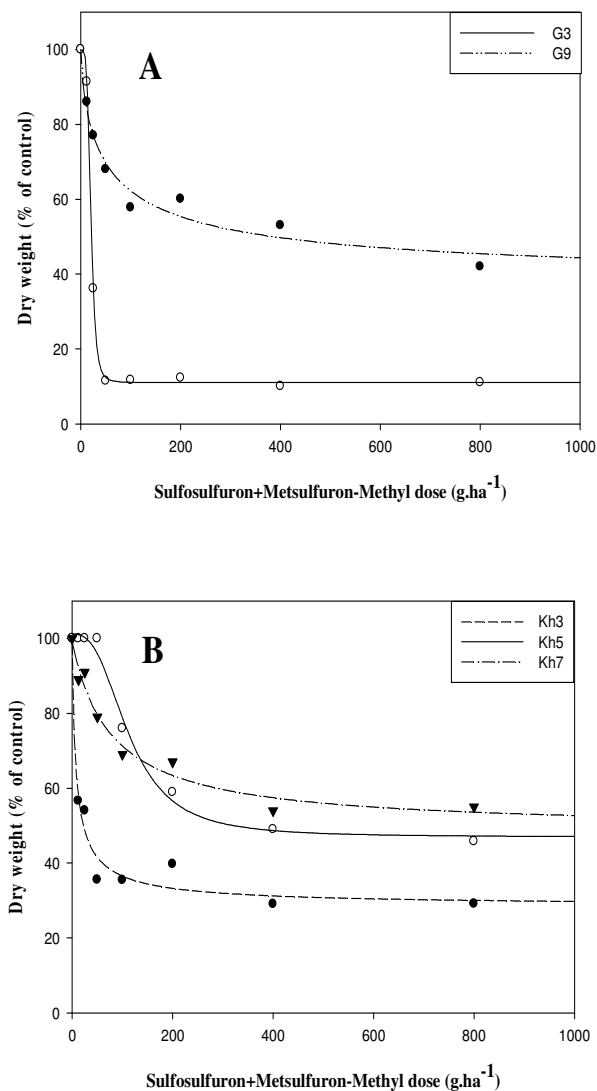 A
G3
G9
Dry weight (% of control)
100
80
60
40
20
0
0 200 400 600 800 1000
Sulfosulfuron+Metsulfuron-Methyl dose (g.ha-1)
B
Kh3
Kh5
Kh7
Dry weight (% of control)
100
80
60
40
20
0
0 200 400 600 800 1000
Sulfosulfuron+Metsulfuron-Methyl dose (g.ha-1)